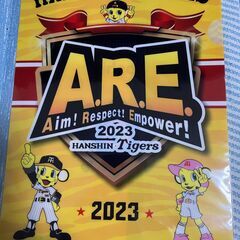 A.R.E.
Aim! Respect! Empower!
2023
HANSHIN Tigers
2023